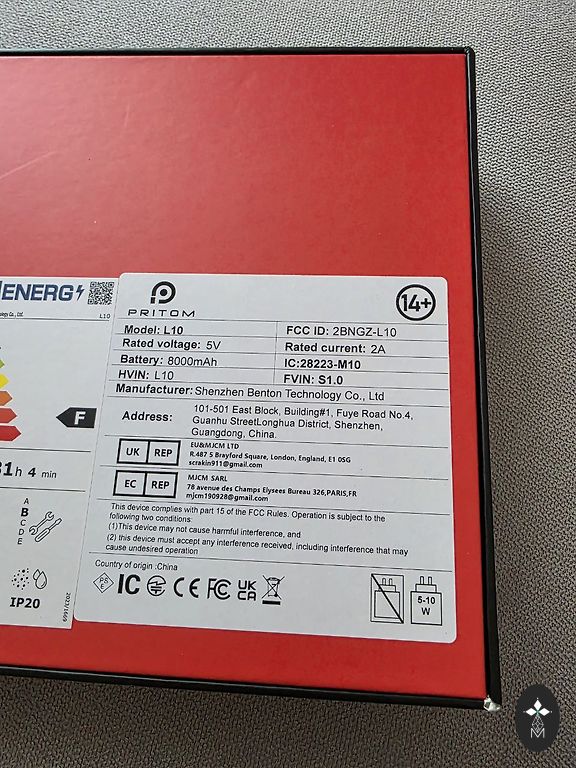 ENERG
L10
PRITOM
14+
Model: L10
FCC ID: 2BNGZ-L10
Rated voltage: 5V
Rated current: 2A
Battery: 8000mAh
IC:28223-M10
HVIN: L10
FVIN: S1.0
Manufacturer: Shenzhen Benton Technology Co., Ltd
Address: 101-501 East Block, Building#1, Fuye Road No.4,
Guanhu StreetLonghua District, Shenzhen,
Guangdong, China.
UK REP
EU&MJCM LTD
R.487 5 Brayford Square, London, England, E1 0SG
scrakin911@gmail.com
EC REP
MJCM SARL
78 avenue des Champs Elysees Bureau 326,PARIS,FR
mjcm190928@gmail.com
This device complies with part 15 of the FCC Rules. Operation is subject to the
following two conditions:
(1)This device may not cause harmful interference, and
(2) this device must accept any interference received, including interference that may
cause undesired operation
Country of origin :China
PS E IC CE FC UK CA
5-10
W
F
h 4 min
A
B
C
D
E
IP20
2023/1669
M